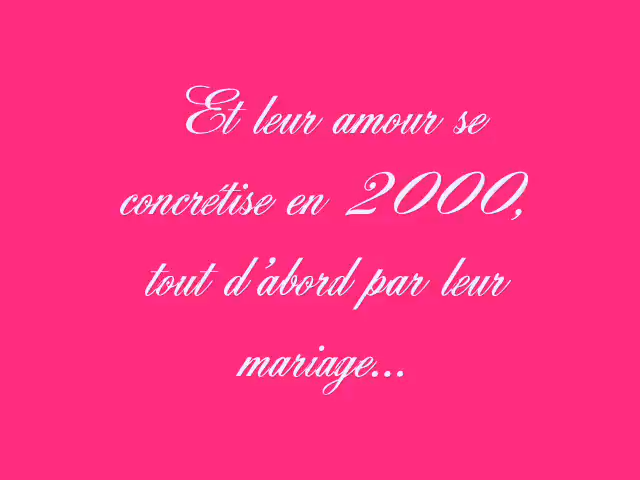 Et leur amour se
concrétise en 2000,
tout d'abord par leur
mariage...